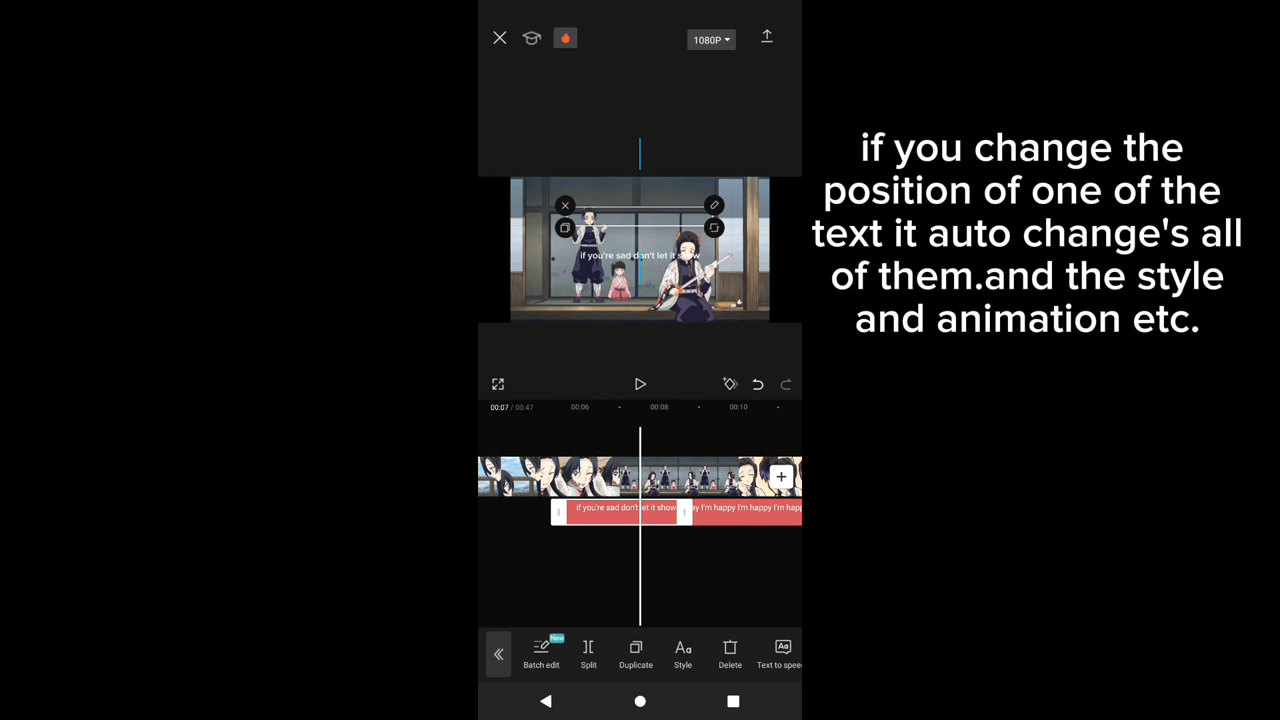 1080P
if you change the
position of one of the
text it auto change's all
of them.and the style
and animation etc.
if you're sad don't let it show
00:07 / 00:47
00:06
00:08
00:10
if you're sad don't let it show
ay I'm happy I'm happy I'm happ
New
Batch edit
Split
Duplicate
Style
Delete
Text to spee